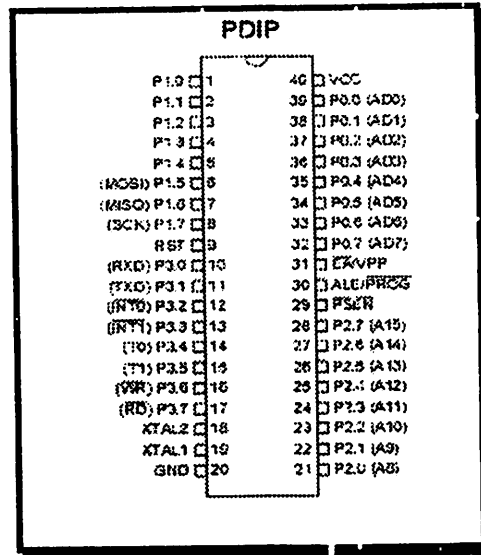 PDIP
P1.0 1 40 VCC
P1.1 2 39 P0.0 (AD0)
P1.2 3 38 P0.1 (AD1)
P1.3 4 37 P0.2 (AD2)
P1.4 5 36 P0.3 (AD3)
(MOSI) P1.5 6 35 P0.4 (AD4)
(MISO) P1.6 7 34 P0.5 (AD5)
(SCK) P1.7 8 33 P0.6 (AD6)
RST 9 32 P0.7 (AD7)
(RXD) P3.0 10 31 EA/VPP
(TXD) P3.1 11 30 ALE/PROG
(INT0) P3.2 12 29 PSEN
(INT1) P3.3 13 28 P2.7 (A15)
(T0) P3.4 14 27 P2.6 (A14)
(T1) P3.5 15 26 P2.5 (A13)
(WR) P3.6 16 25 P2.4 (A12)
(RD) P3.7 17 24 P2.3 (A11)
XTAL2 18 23 P2.2 (A10)
XTAL1 19 22 P2.1 (A9)
GND 20 21 P2.0 (A8)